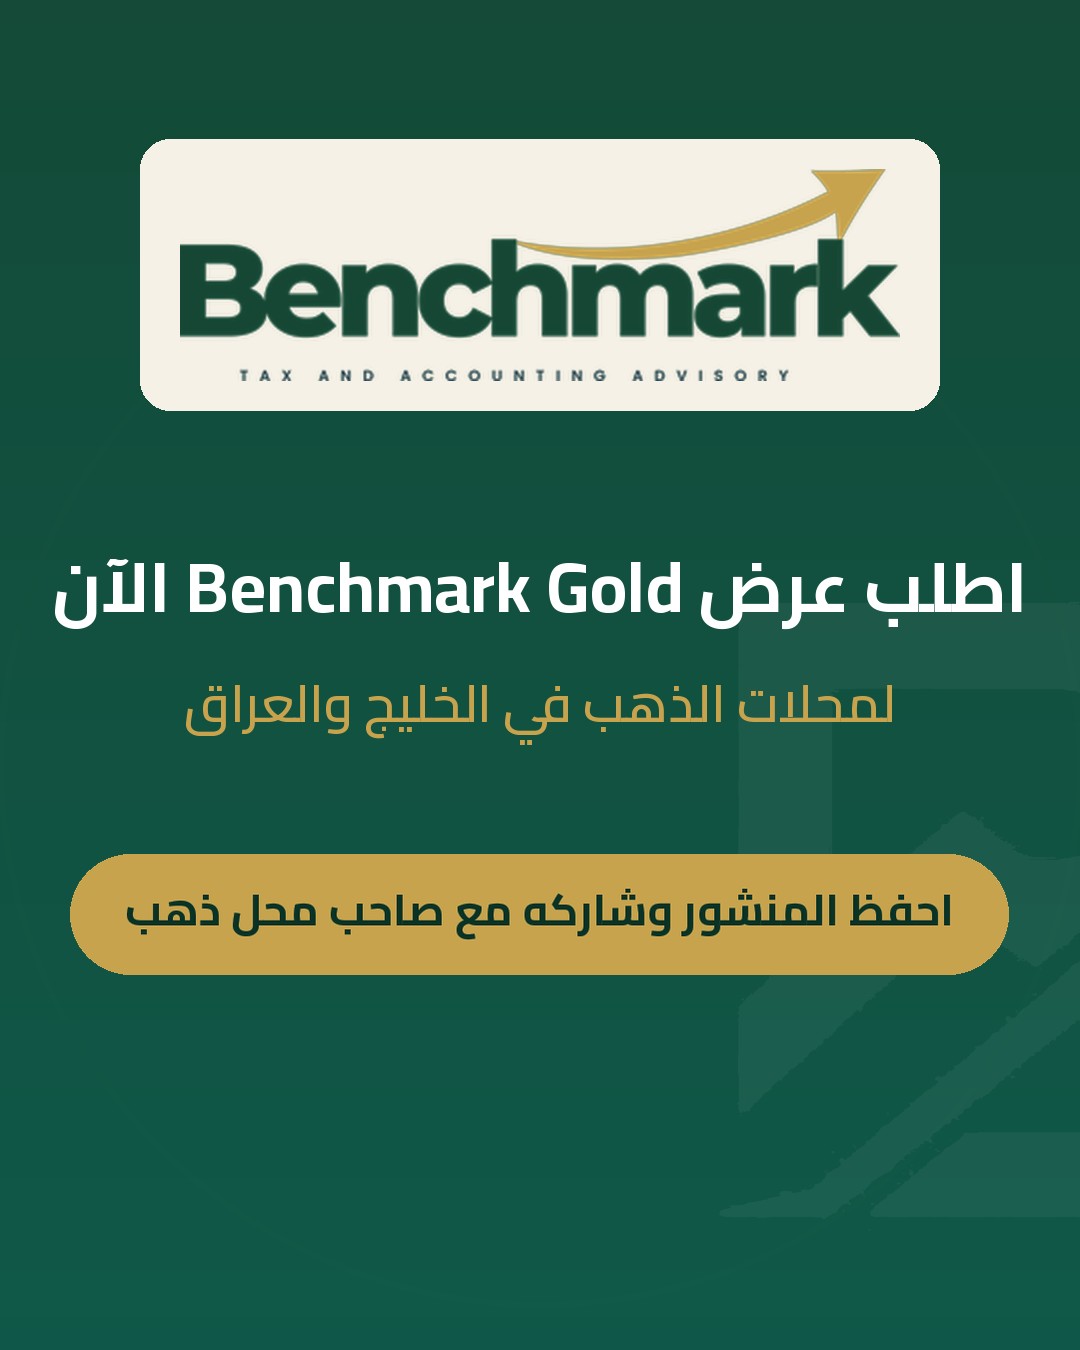 Benchmark
TAX AND ACCOUNTING ADVISORY
اطلب عرض Benchmark Gold الآن
لمحلات الذهب في الخليج والعراق
احفظ المنشور وشاركه مع صاحب محل ذهب